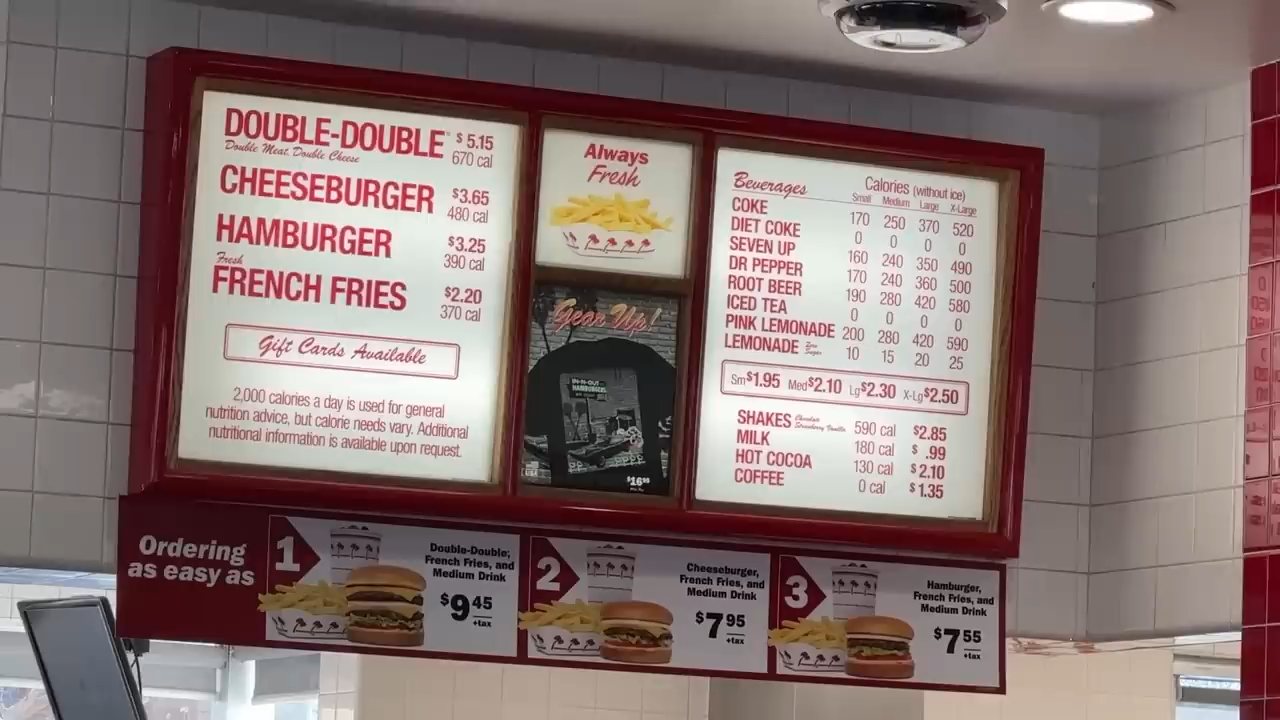 DOUBLE-DOUBLE $5.15
Double Meat, Double Cheese 670 cal
CHEESEBURGER $3.65
480 cal
HAMBURGER $3.25
390 cal
Fresh
FRENCH FRIES $2.20
370 cal
Gift Cards Available
2,000 calories a day is used for general
nutrition advice, but calorie needs vary. Additional
nutritional information is available upon request.
Always
Fresh
Gear Up!
IN-N-OUT
HAMBURGERS
$16
Beverages Calories (without ice)
Small Medium Large X-Large
COKE 170 250 370 520
DIET COKE 0 0 0 0
SEVEN UP 160 240 350 490
DR PEPPER 170 240 360 500
ROOT BEER 190 280 420 580
ICED TEA 0 0 0 0
PINK LEMONADE 200 280 420 590
LEMONADE Zero Sugar 10 15 20 25
Sm $1.95 Med $2.10 Lg $2.30 X-Lg $2.50
SHAKES Chocolate Strawberry Vanilla 590 cal $2.85
MILK 180 cal $.99
HOT COCOA 130 cal $2.10
COFFEE 0 cal $1.35
Ordering
as easy as
1
Double-Double,
French Fries, and
Medium Drink
$9 45
+tax
2
Cheeseburger,
French Fries, and
Medium Drink
$7 95
+tax
3
Hamburger,
French Fries, and
Medium Drink
$7 55
+tax